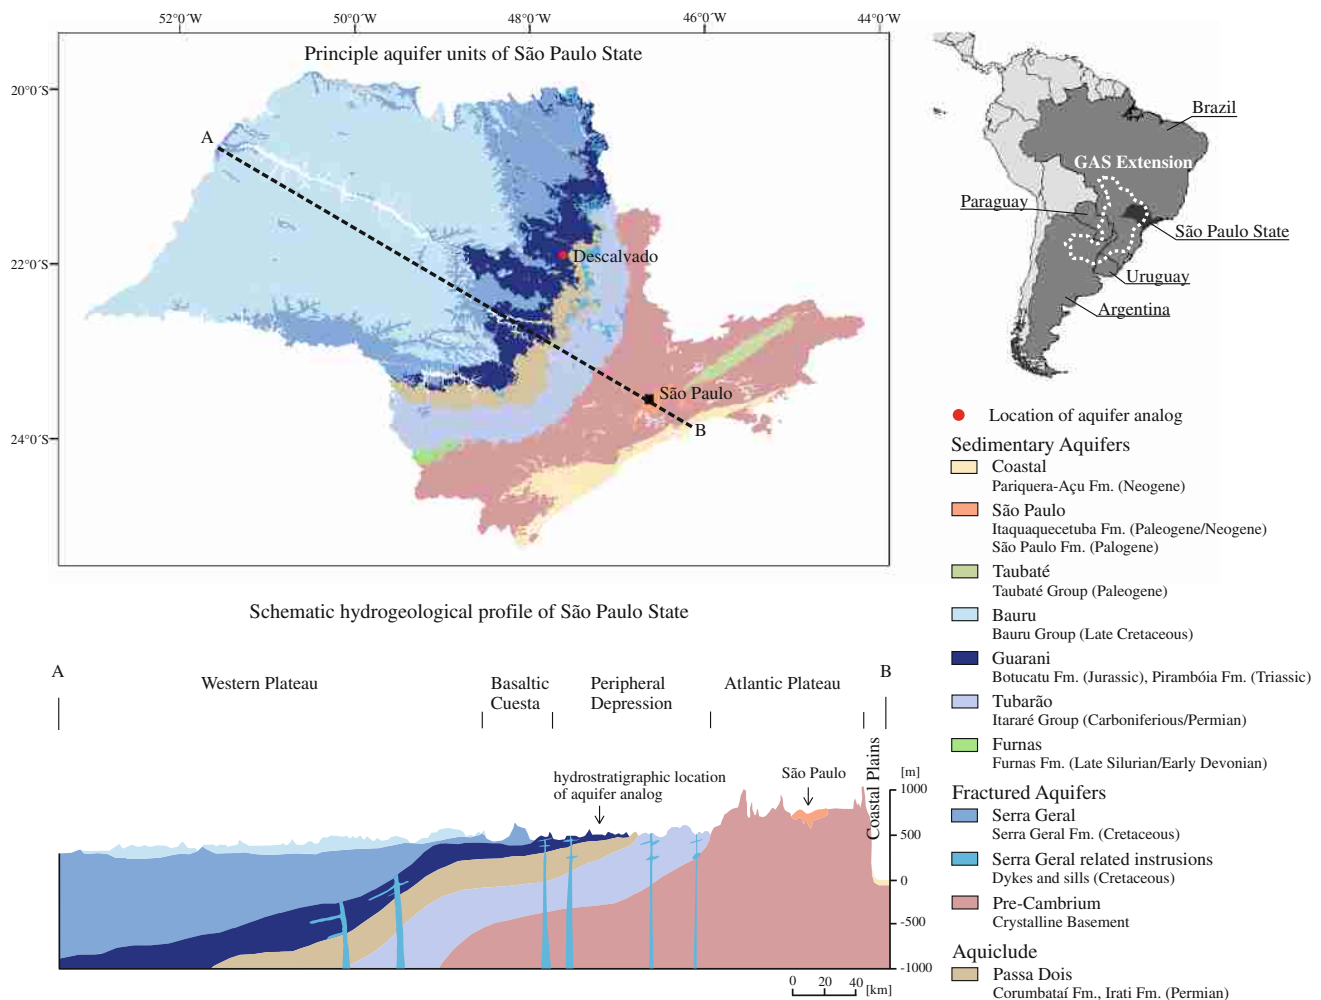 52°0´W 50°0´W 48°0´W 46°0´W 44°0´W
Principle aquifer units of São Paulo State
20°0´S
22°0´S
24°0´S
A
Descalvado
São Paulo
B
Brazil
GAS Extension
Paraguay
São Paulo State
Uruguay
Argentina
Location of aquifer analog
Sedimentary Aquifers
Coastal
Pariquera-Açu Fm. (Neogene)
São Paulo
Itaquaquecetuba Fm. (Paleogene/Neogene)
São Paulo Fm. (Palogene)
Taubaté
Taubaté Group (Paleogene)
Bauru
Bauru Group (Late Cretaceous)
Guarani
Botucatu Fm. (Jurassic), Pirambóia Fm. (Triassic)
Tubarão
Itararé Group (Carboniferious/Permian)
Furnas
Furnas Fm. (Late Silurian/Early Devonian)
Fractured Aquifers
Serra Geral
Serra Geral Fm. (Cretaceous)
Serra Geral related instrusions
Dykes and sills (Cretaceous)
Pre-Cambrium
Crystalline Basement
Aquiclude
Passa Dois
Corumbataí Fm., Irati Fm. (Permian)
Schematic hydrogeological profile of São Paulo State
A
B
Western Plateau
Basaltic
Cuesta
Peripheral
Depression
Atlantic Plateau
Coastal Plains
hydrostratigraphic location
of aquifer analog
São Paulo
[m]
1000
500
0
-500
-1000
0 20 40
[km]